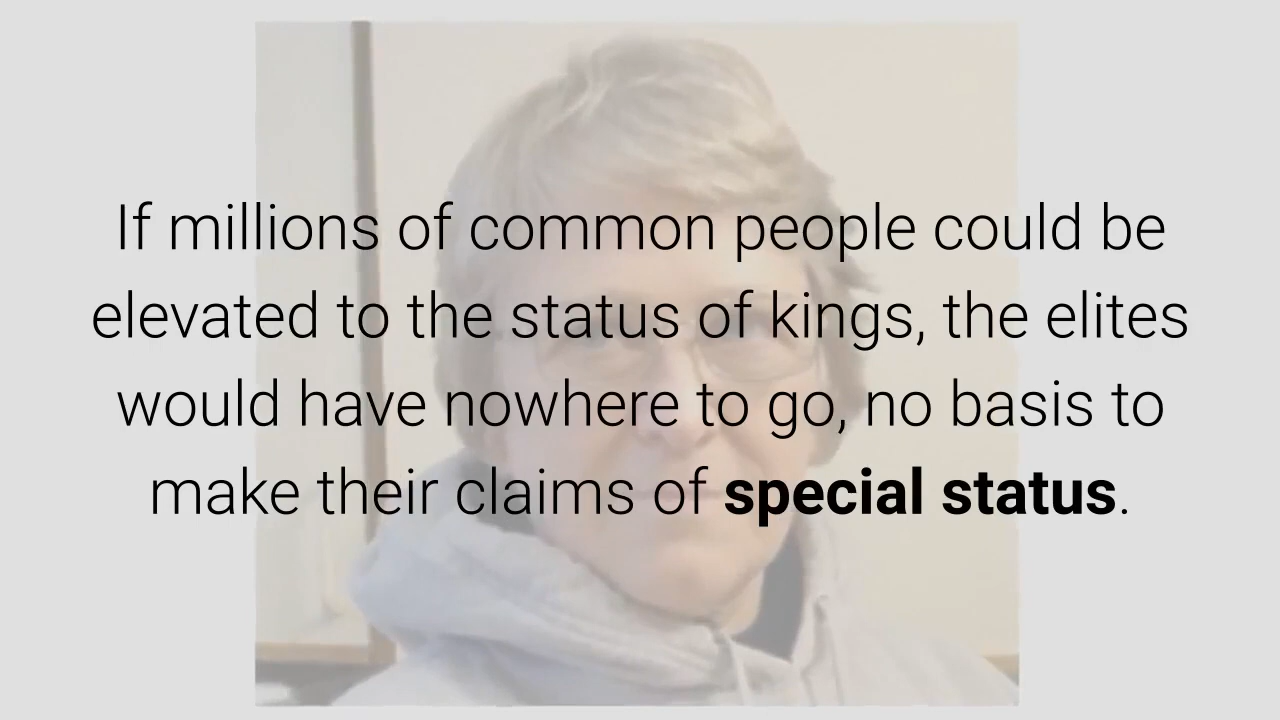 If millions of common people could be
elevated to the status of kings, the elites
would have nowhere to go, no basis to
make their claims of special status.